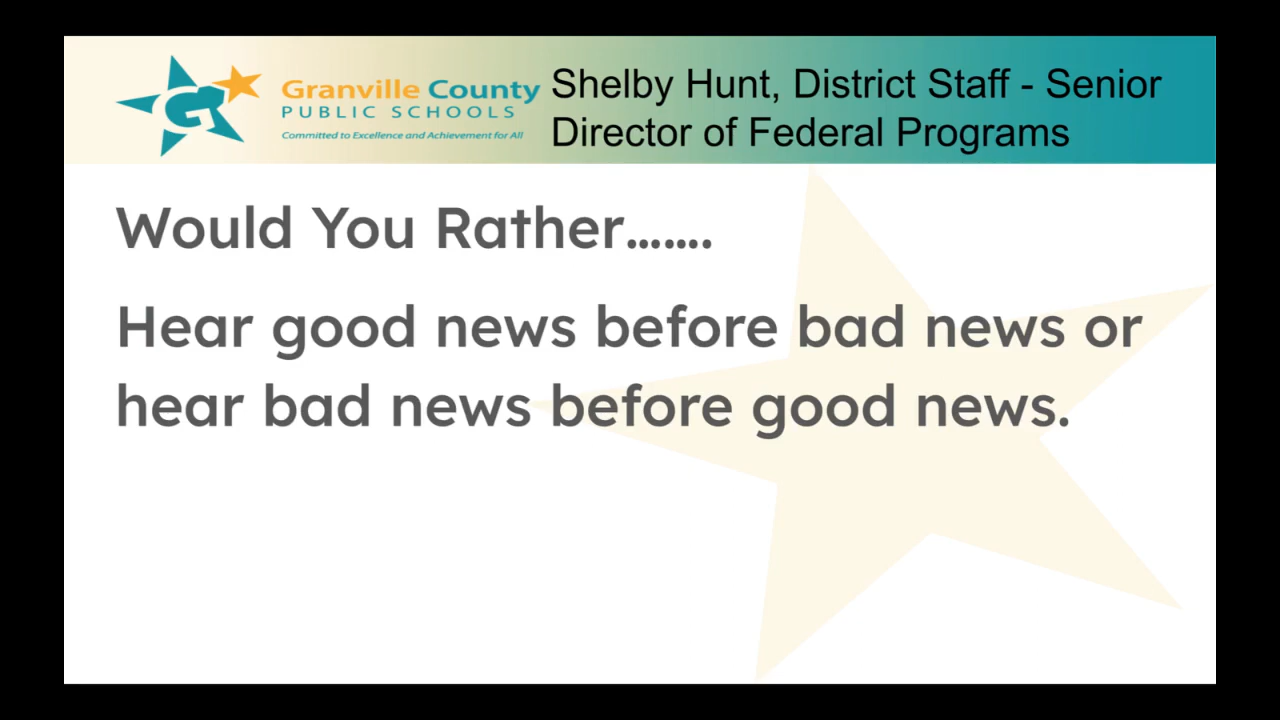 Granville County
PUBLIC SCHOOLS
Committed to Excellence and Achievement for All
Shelby Hunt, District Staff - Senior
Director of Federal Programs
Would You Rather.......
Hear good news before bad news or
hear bad news before good news.